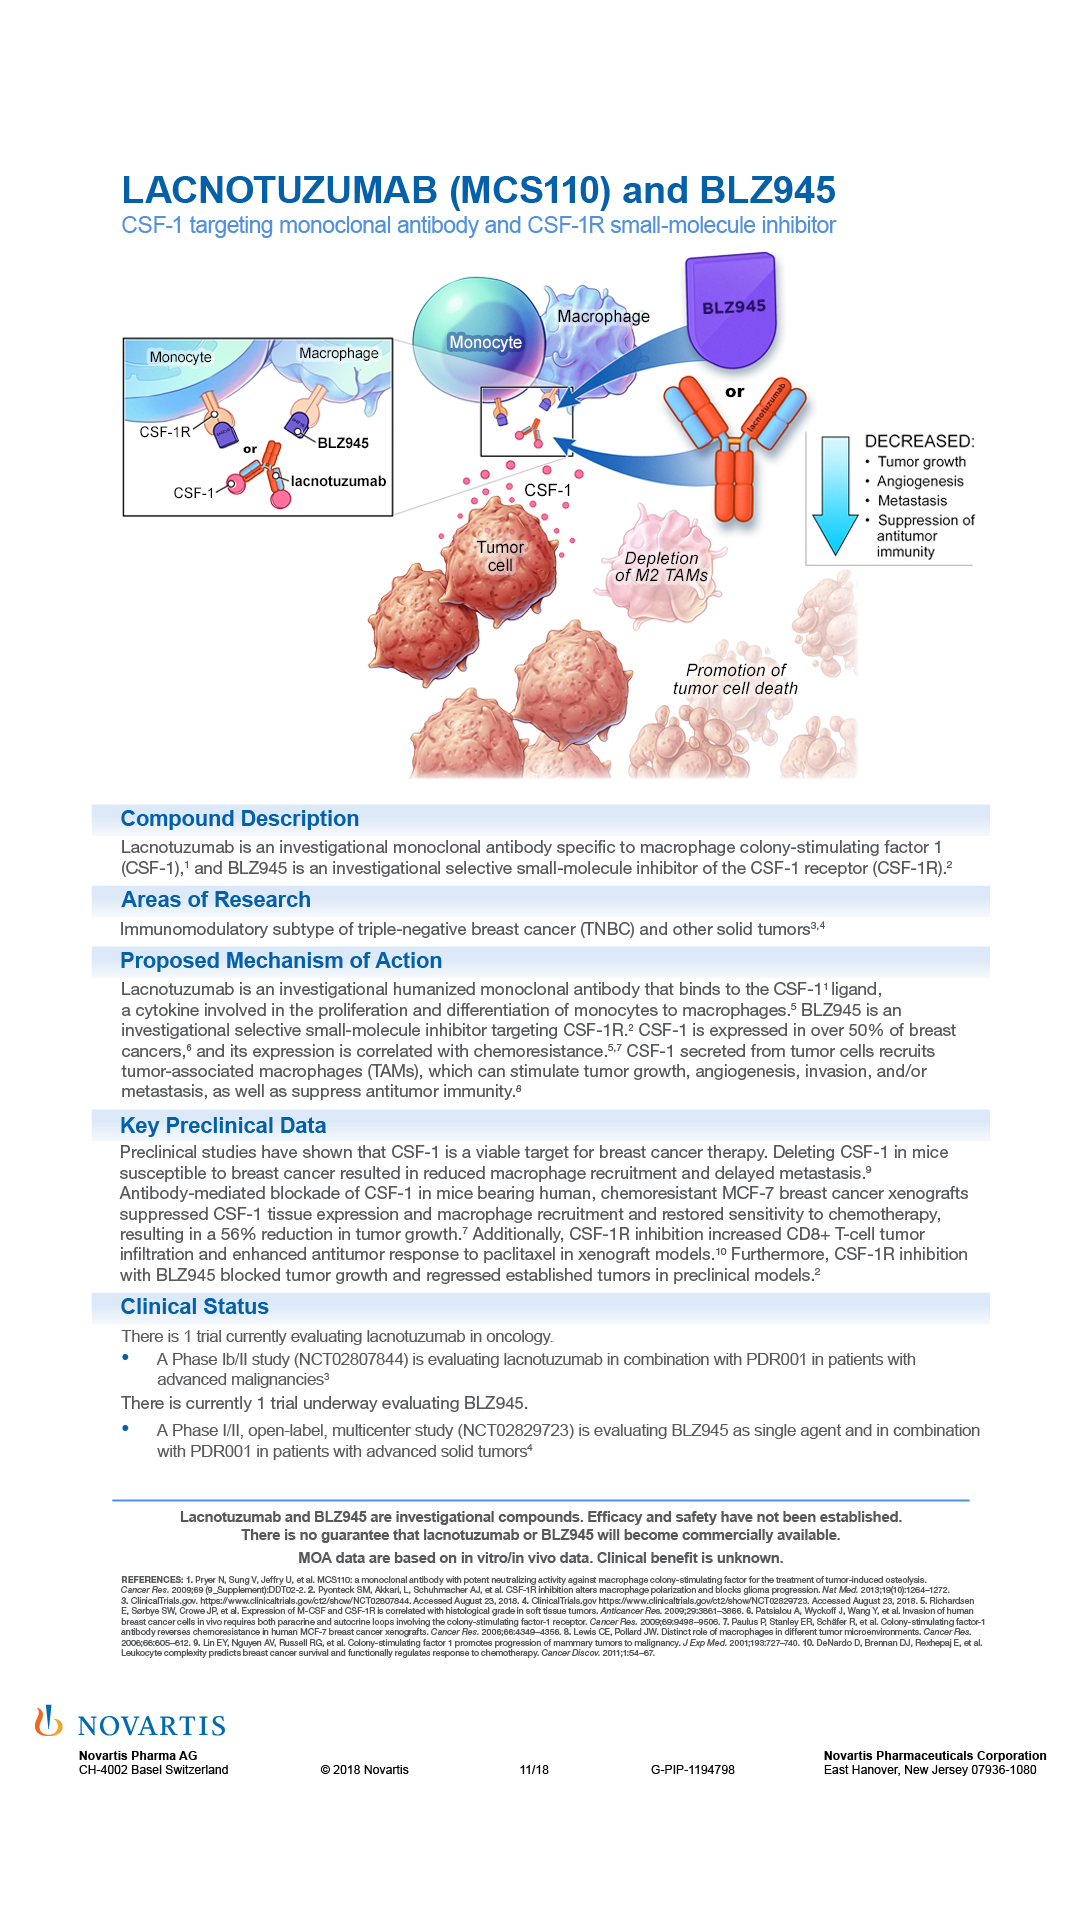 LACNOTUZUMAB (MCS110) and BLZ945
CSF-1 targeting monoclonal antibody and CSF-1R small-molecule inhibitor
BLZ945
Macrophage
Monocyte
Monocyte
Macrophage
CSF-1R
BLZ945
or
lacnotuzumab
CSF-1
or
lacnotuzumab
CSF-1
DECREASED:
• Tumor growth
• Angiogenesis
• Metastasis
• Suppression of
antitumor
immunity
Tumor
cell
Depletion
of M2 TAMs
Promotion of
tumor cell death
Compound Description
Lacnotuzumab is an investigational monoclonal antibody specific to macrophage colony-stimulating factor 1
(CSF-1),¹ and BLZ945 is an investigational selective small-molecule inhibitor of the CSF-1 receptor (CSF-1R).²
Areas of Research
Immunomodulatory subtype of triple-negative breast cancer (TNBC) and other solid tumors³,⁴
Proposed Mechanism of Action
Lacnotuzumab is an investigational humanized monoclonal antibody that binds to the CSF-1¹ ligand,
a cytokine involved in the proliferation and differentiation of monocytes to macrophages.⁵ BLZ945 is an
investigational selective small-molecule inhibitor targeting CSF-1R.² CSF-1 is expressed in over 50% of breast
cancers,⁶ and its expression is correlated with chemoresistance.⁵,⁷ CSF-1 secreted from tumor cells recruits
tumor-associated macrophages (TAMs), which can stimulate tumor growth, angiogenesis, invasion, and/or
metastasis, as well as suppress antitumor immunity.⁸
Key Preclinical Data
Preclinical studies have shown that CSF-1 is a viable target for breast cancer therapy. Deleting CSF-1 in mice
susceptible to breast cancer resulted in reduced macrophage recruitment and delayed metastasis.⁹
Antibody-mediated blockade of CSF-1 in mice bearing human, chemoresistant MCF-7 breast cancer xenografts
suppressed CSF-1 tissue expression and macrophage recruitment and restored sensitivity to chemotherapy,
resulting in a 56% reduction in tumor growth.⁷ Additionally, CSF-1R inhibition increased CD8+ T-cell tumor
infiltration and enhanced antitumor response to paclitaxel in xenograft models.¹⁰ Furthermore, CSF-1R inhibition
with BLZ945 blocked tumor growth and regressed established tumors in preclinical models.²
Clinical Status
There is 1 trial currently evaluating lacnotuzumab in oncology.
• A Phase Ib/II study (NCT02807844) is evaluating lacnotuzumab in combination with PDR001 in patients with
advanced malignancies³
There is currently 1 trial underway evaluating BLZ945.
• A Phase I/II, open-label, multicenter study (NCT02829723) is evaluating BLZ945 as single agent and in combination
with PDR001 in patients with advanced solid tumors⁴
Lacnotuzumab and BLZ945 are investigational compounds. Efficacy and safety have not been established.
There is no guarantee that lacnotuzumab or BLZ945 will become commercially available.
MOA data are based on in vitro/in vivo data. Clinical benefit is unknown.
REFERENCES: 1. Pryer N, Sung V, Jeffry U, et al. MCS110: a monoclonal antibody with potent neutralizing activity against macrophage colony-stimulating factor for the treatment of tumor-induced osteolysis.
Cancer Res. 2009;69 (9_Supplement):DDT02-2. 2. Pyonteck SM, Akkari, L, Schuhmacher AJ, et al. CSF-1R inhibition alters macrophage polarization and blocks glioma progression. Nat Med. 2013;19(10):1264–1272.
3. ClinicalTrials.gov. https://www.clinicaltrials.gov/ct2/show/NCT02807844. Accessed August 23, 2018. 4. ClinicalTrials.gov https://www.clinicaltrials.gov/ct2/show/NCT02829723. Accessed August 23, 2018. 5. Richardsen
E, Sørbye SW, Crowe JP, et al. Expression of M-CSF and CSF-1R is correlated with histological grade in soft tissue tumors. Anticancer Res. 2009;29:3861–3866. 6. Patsialou A, Wyckoff J, Wang Y, et al. Invasion of human
breast cancer cells in vivo requires both paracrine and autocrine loops involving the colony-stimulating factor-1 receptor. Cancer Res. 2009;69:9498–9506. 7. Paulus P, Stanley ER, Schäfer R, et al. Colony-stimulating factor-1
antibody reverses chemoresistance in human MCF-7 breast cancer xenografts. Cancer Res. 2006;66:4349–4356. 8. Lewis CE, Pollard JW. Distinct role of macrophages in different tumor microenvironments. Cancer Res.
2006;66:605–612. 9. Lin EY, Nguyen AV, Russell RG, et al. Colony-stimulating factor 1 promotes progression of mammary tumors to malignancy. J Exp Med. 2001;193:727–740. 10. DeNardo D, Brennan DJ, Rexhepaj E, et al.
Leukocyte complexity predicts breast cancer survival and functionally regulates response to chemotherapy. Cancer Discov. 2011;1:54–67.
NOVARTIS
Novartis Pharma AG
CH-4002 Basel Switzerland
© 2018 Novartis
11/18
G-PIP-1194798
Novartis Pharmaceuticals Corporation
East Hanover, New Jersey 07936-1080